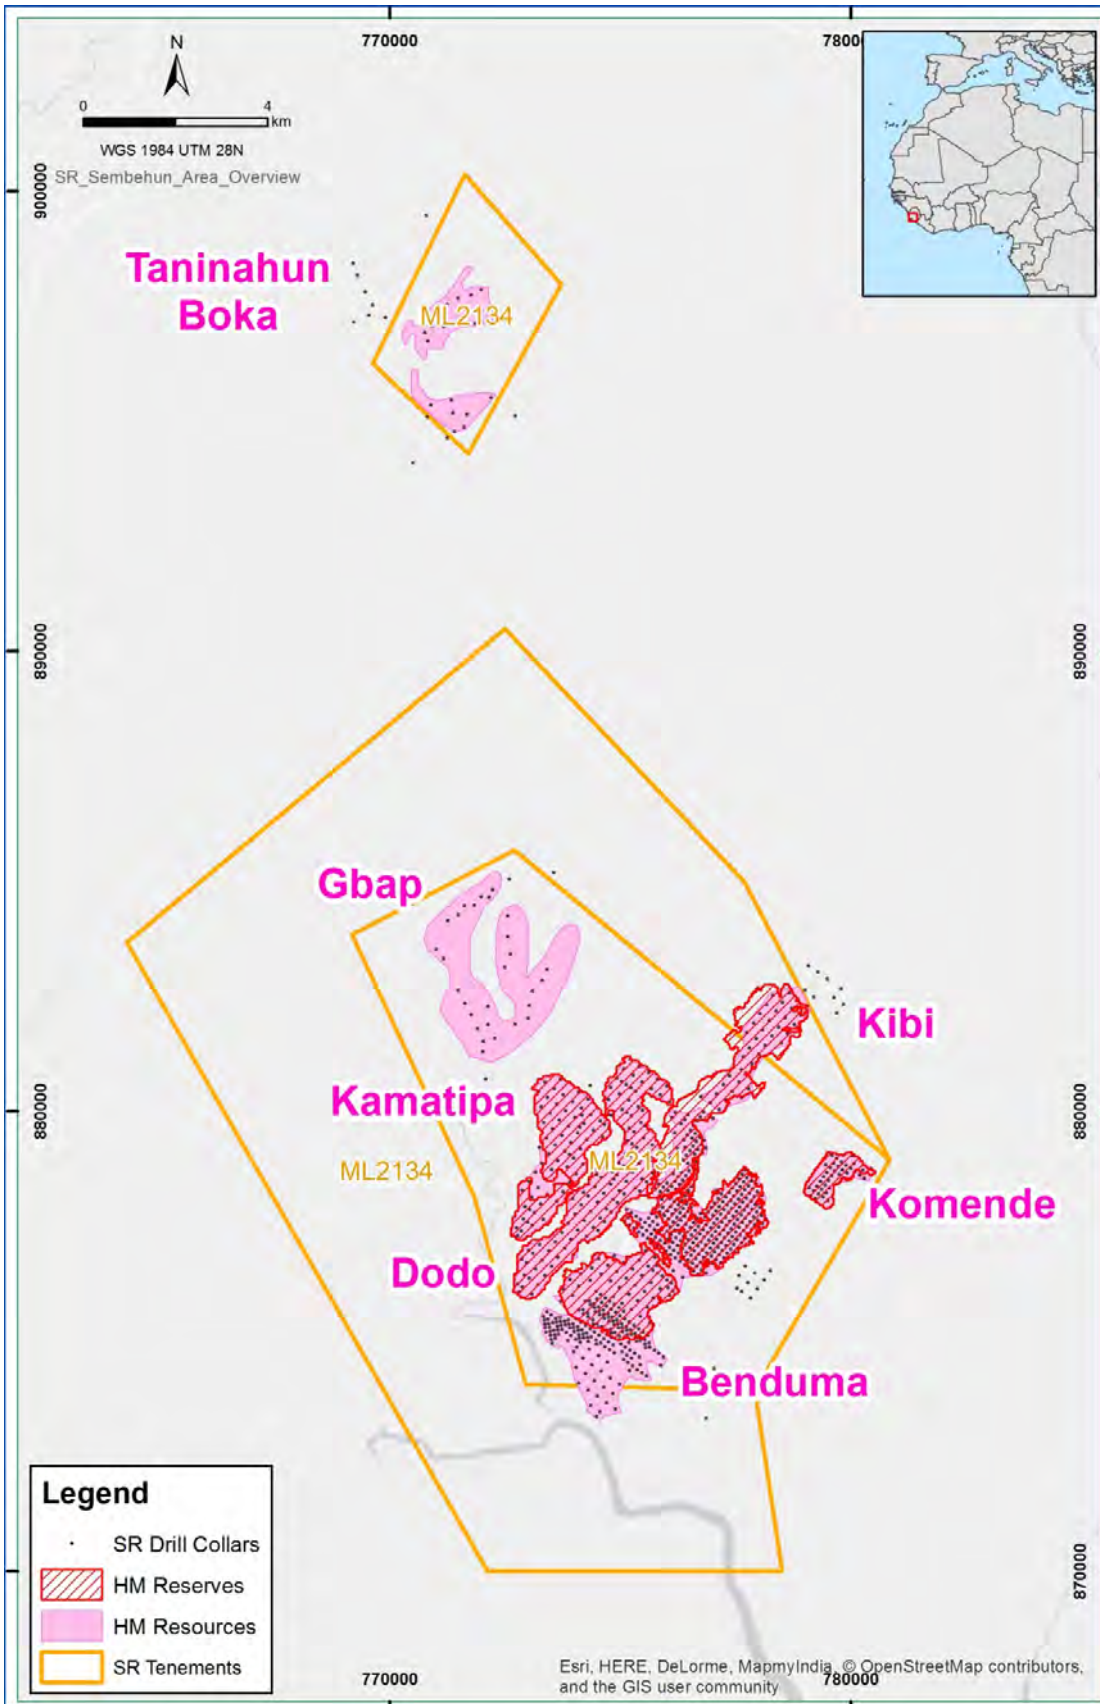 770000
7800
N
0 4
km
WGS 1984 UTM 28N
SR_Sembehun_Area_Overview
900000
Taninahun
Boka
ML2134
890000
890000
Gbap
Kibi
Kamatipa
880000
880000
ML2134
ML2134
Komende
Dodo
Benduma
Legend
SR Drill Collars
HM Reserves
HM Resources
SR Tenements
870000
770000
780000
Esri, HERE, DeLorme, MapmyIndia, © OpenStreetMap contributors,
and the GIS user community